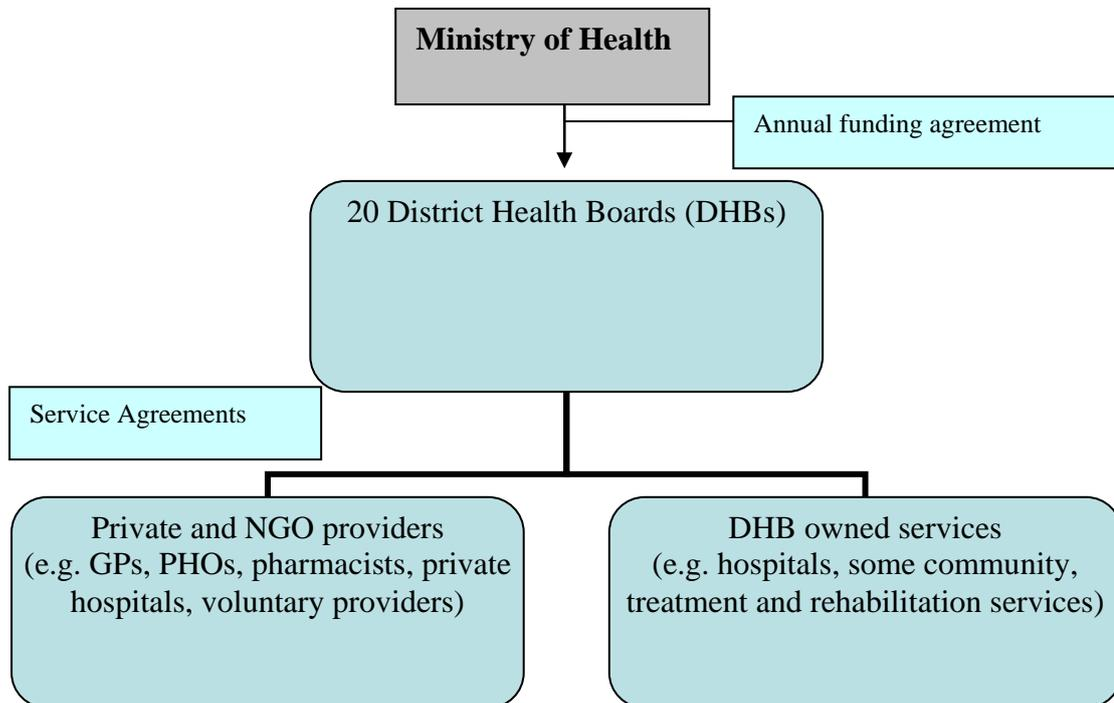 Ministry of Health
Annual funding agreement
20 District Health Boards (DHBs)
Service Agreements
Private and NGO providers
(e.g. GPs, PHOs, pharmacists, private
hospitals, voluntary providers)
DHB owned services
(e.g. hospitals, some community,
treatment and rehabilitation services)